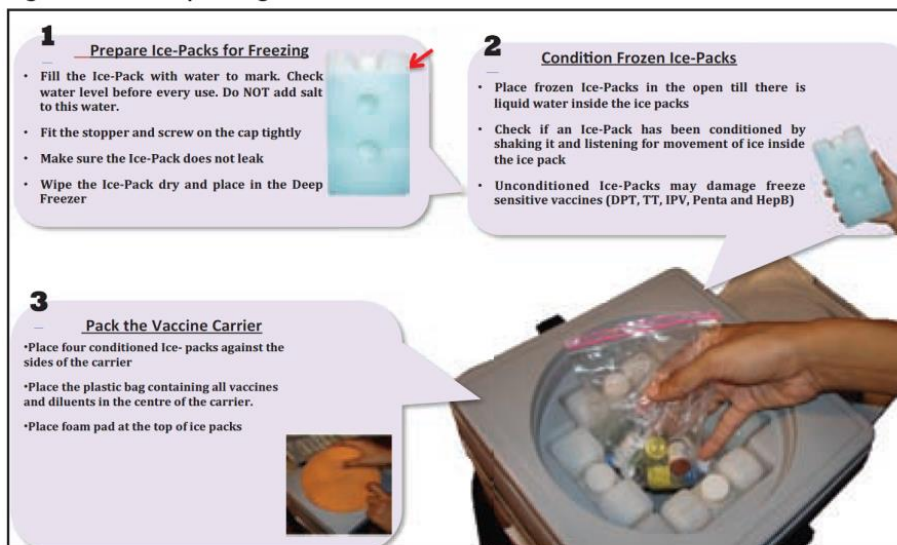 1
Prepare Ice-Packs for Freezing
• Fill the Ice-Pack with water to mark. Check
water level before every use. Do NOT add salt
to this water.
• Fit the stopper and screw on the cap tightly
• Make sure the Ice-Pack does not leak
• Wipe the Ice-Pack dry and place in the Deep
Freezer
2
Condition Frozen Ice-Packs
• Place frozen Ice-Packs in the open till there is
liquid water inside the ice packs
• Check if an Ice-Pack has been conditioned by
shaking it and listening for movement of ice inside
the ice pack
• Unconditioned Ice-Packs may damage freeze
sensitive vaccines (DPT, TT, IPV, Penta and HepB)
3
Pack the Vaccine Carrier
•Place four conditioned Ice- packs against the
sides of the carrier
•Place the plastic bag containing all vaccines
and diluents in the centre of the carrier.
•Place foam pad at the top of ice packs